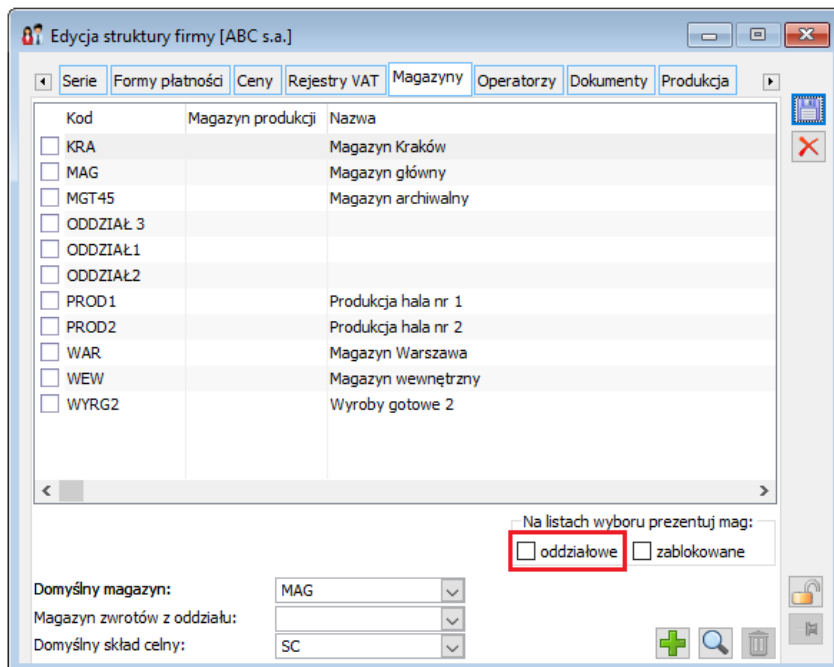 Edycja struktury firmy [ABC s.a.]
Serie Formy płatności Ceny Rejestry VAT Magazyny Operatorzy Dokumenty Produkcja
Kod Magazyn produkcji Nazwa
KRA Magazyn Kraków
MAG Magazyn główny
MGT45 Magazyn archiwalny
ODDZIAŁ 3
ODDZIAŁ1
ODDZIAŁ2
PROD1 Produkcja hala nr 1
PROD2 Produkcja hala nr 2
WAR Magazyn Warszawa
WEW Magazyn wewnętrzny
WYRG2 Wyroby gotowe 2
Na listach wyboru prezentuj mag:
oddziałowe zablokowane
Domyślny magazyn: MAG
Magazyn zwrotów z oddziału:
Domyślny skład celny: SC